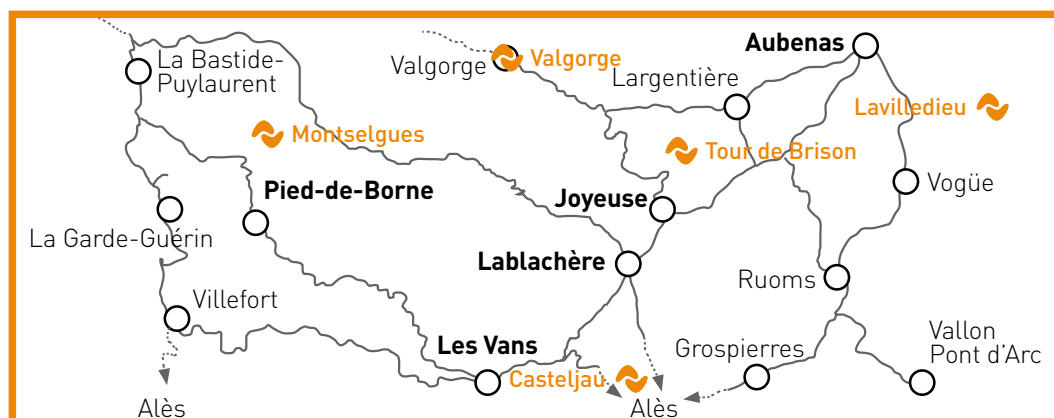 La Bastide-
Puylaurent
Valgorge
Valgorge
Aubenas
Largentière
Lavilledieu
Montselgues
Tour de Brison
Pied-de-Borne
Joyeuse
Vogüe
La Garde-Guérin
Lablachère
Ruoms
Villefort
Les Vans
Grospierres
Vallon
Pont d'Arc
Casteljau
Alès
Alès